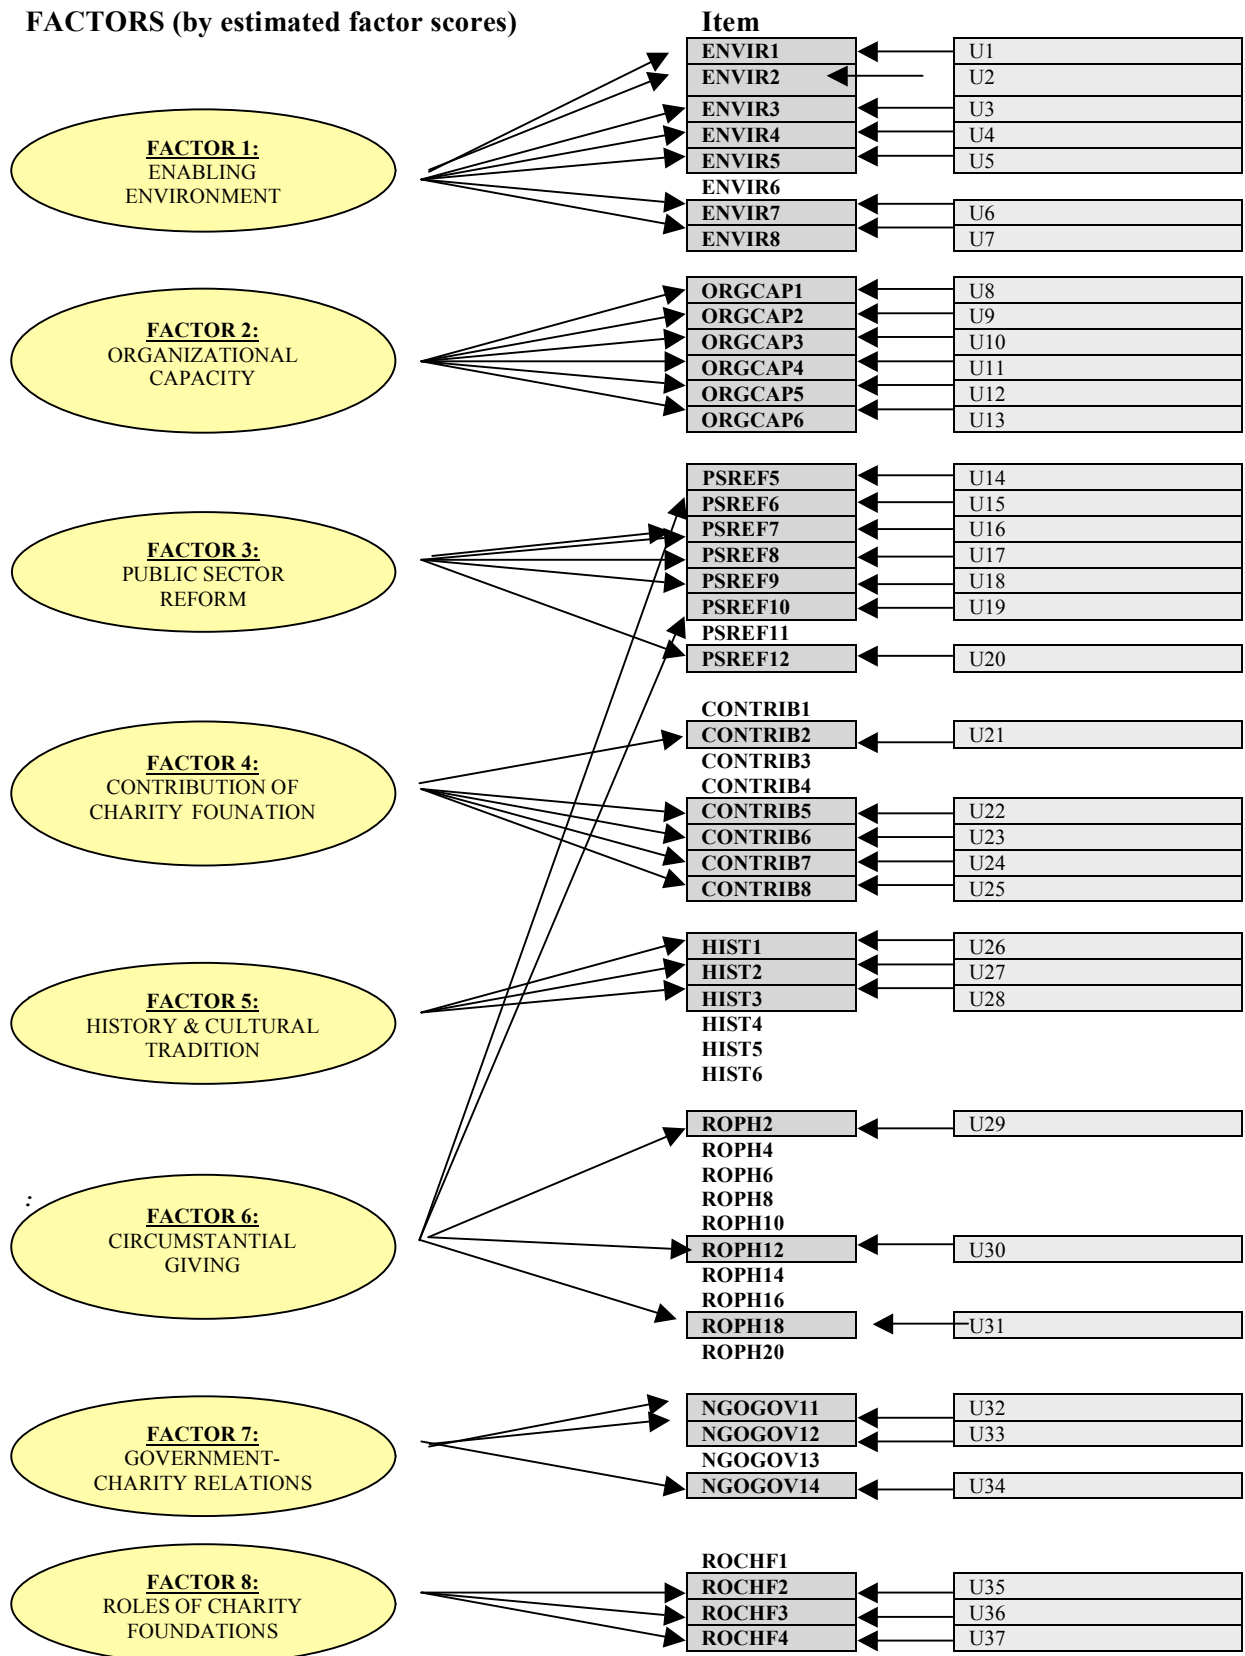 FACTORS (by estimated factor scores)
Item
ENVIR1 U1
ENVIR2 U2
ENVIR3 U3
ENVIR4 U4
ENVIR5 U5
ENVIR6
ENVIR7 U6
ENVIR8 U7
FACTOR 1:
ENABLING
ENVIRONMENT
ORGCAP1 U8
ORGCAP2 U9
ORGCAP3 U10
ORGCAP4 U11
ORGCAP5 U12
ORGCAP6 U13
FACTOR 2:
ORGANIZATIONAL
CAPACITY
PSREF5 U14
PSREF6 U15
PSREF7 U16
PSREF8 U17
PSREF9 U18
PSREF10 U19
PSREF11
PSREF12 U20
FACTOR 3:
PUBLIC SECTOR
REFORM
CONTRIB1
CONTRIB2 U21
CONTRIB3
CONTRIB4
CONTRIB5 U22
CONTRIB6 U23
CONTRIB7 U24
CONTRIB8 U25
FACTOR 4:
CONTRIBUTION OF
CHARITY FOUNATION
HIST1 U26
HIST2 U27
HIST3 U28
HIST4
HIST5
HIST6
FACTOR 5:
HISTORY & CULTURAL
TRADITION
ROPH2 U29
ROPH4
ROPH6
ROPH8
ROPH10
ROPH12 U30
ROPH14
ROPH16
ROPH18 U31
ROPH20
:
FACTOR 6:
CIRCUMSTANTIAL
GIVING
NGOGOV11 U32
NGOGOV12 U33
NGOGOV13
NGOGOV14 U34
FACTOR 7:
GOVERNMENT-
CHARITY RELATIONS
ROCHF1
ROCHF2 U35
ROCHF3 U36
ROCHF4 U37
FACTOR 8:
ROLES OF CHARITY
FOUNDATIONS